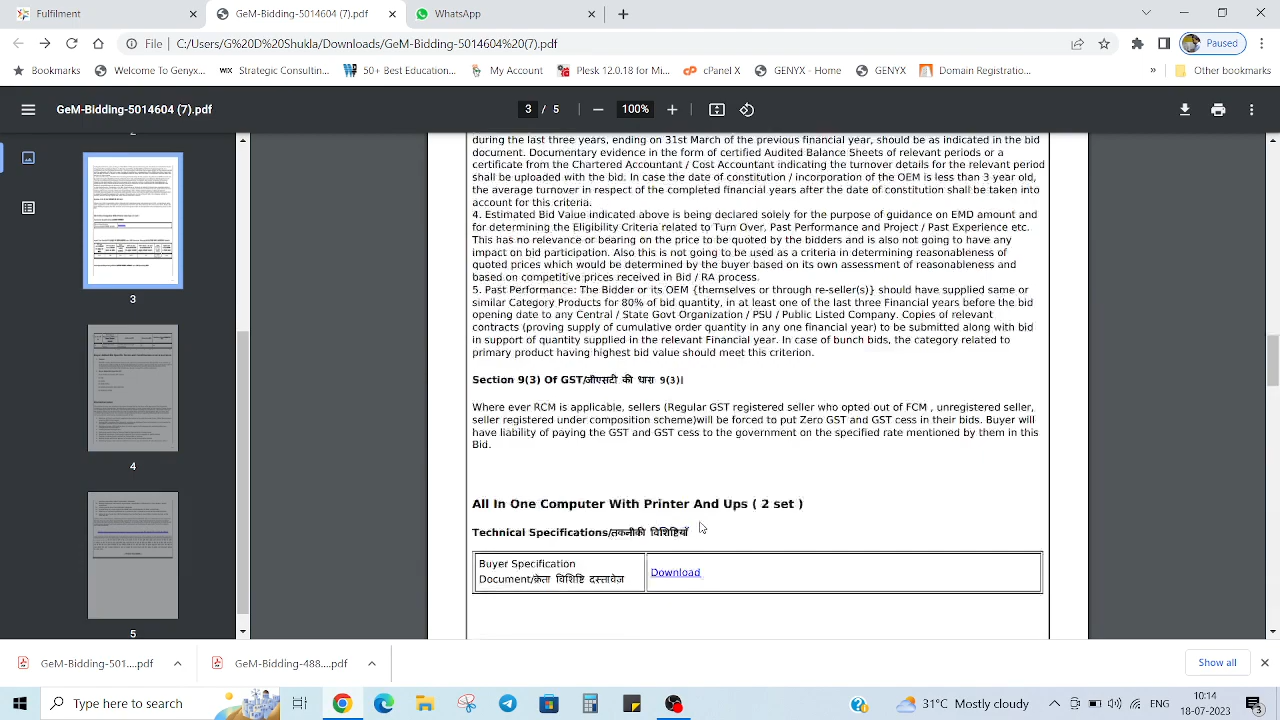 Fulfilment
GeM-Bidding-5014604 (7).pdf
WhatsApp
File
C:/Users/G%20D%20Shukla/Downloads/GeM-Bidding-5014604%20(7).pdf
Paused
Bookmarks
Welcome To Genyx...
WIX Strategic Consultin...
50+ Best Education...
My Account
Plesk 12.0.18 for Mi...
cPanel X
GENYX - Home
GENYX
Domain Registratio...
»
Other bookmarks
GeM-Bidding-5014604 (7).pdf
3 / 5
100%
3
4
5
during the last three years, ending on 31st March of the previous financial year, should be as indicated in the bid
document. Documentary evidence in the form of certified Audited Balance Sheets of relevant periods or a
certificate from the Chartered Accountant / Cost Accountant indicating the turnover details for the relevant period
shall be uploaded with the bid. In case the date of constitution / incorporation of the OEM is less than 3 year old,
the average turnover in respect of the completed financial years after the date of constitution shall be taken into
account for this criteria.
4. Estimated Bid Value indicated above is being declared solely for the purpose of guidance on EMD amount and
for determining the Eligibility Criteria related to Turn Over, Past Performance and Project / Past Experience etc.
This has no relevance or bearing on the price to be quoted by the bidders and is also not going to have any
impact on bid participation. Also this is not going to be used as a criteria in determining reasonableness of
quoted prices which would be determined by the buyer based on its own assessment of reasonableness and
based on competitive prices received in Bid / RA process.
5. Past Performance: The Bidder or its OEM {themselves or through re-seller(s)} should have supplied same or
similar Category Products for 80% of bid quantity, in at least one of the last three Financial years before the bid
opening date to any Central / State Govt Organization / PSU / Public Listed Company. Copies of relevant
contracts (proving supply of cumulative order quantity in any one financial year) to be submitted along with bid
in support of quantity supplied in the relevant Financial year. In case of bunch bids, the category related to
primary product having highest bid value should meet this criterion.
Section 9(3) Of GST/जीएसटी की धारा 9(3)।
Where ever RCM is applicable, sellers (Regular GST registered seller who opted out of FCM , unregistered seller,
seller registered under composition scheme)will be forced to put Zero GST and GST cess in their bids. Buyer will
have liability of paying the GST and GST cess to the government on the specified rate mentioned by them in this
Bid.
All In One Computer With Printer And Ups ( 2 set )
Technical Specifications/तकनीकी विशिष्टियाँ
Buyer Specification
Document/क्रेता विशिष्टि दस्तावेज़
Download
GeM-Bidding-501....pdf
GeM-Bidding-488....pdf
Show all
Type here to search
31°C Mostly cloudy
ENG
10:14
18-07-2023
3